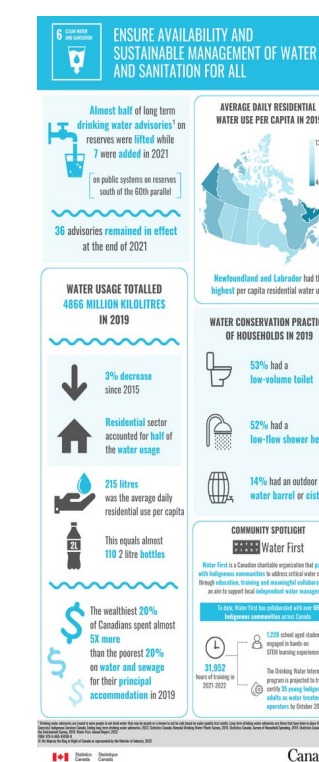 6 CLEAN WATER
AND SANITATION
ENSURE AVAILABILITY AND
SUSTAINABLE MANAGEMENT OF WATER
AND SANITATION FOR ALL
Almost half of long term
drinking water advisories¹ on
reserves were lifted while
7 were added in 2021
on public systems on reserves
south of the 60th parallel
36 advisories remained in effect
at the end of 2021
WATER USAGE TOTALLED
4866 MILLION KILOLITRES
IN 2019
3% decrease
since 2015
Residential sector
accounted for half of
the water usage
215 litres
was the average daily
residential use per capita
2L
This equals almost
110 2 litre bottles
The wealthiest 20%
of Canadians spent almost
5X more
than the poorest 20%
on water and sewage
for their principal
accommodation in 2019
AVERAGE DAILY RESIDENTIAL
WATER USE PER CAPITA IN 2019
Newfoundland and Labrador had th
highest per capita residential water u
WATER CONSERVATION PRACTI
OF HOUSEHOLDS IN 2019
53% had a
low-volume toilet
52% had a
low-flow shower he
14% had an outdoor
water barrel or cist
COMMUNITY SPOTLIGHT
WATER
FIRST
Water First
Water First is a Canadian charitable organization that
with Indigenous communities to address critical water
through education, training and meaningful collabora
an aim to support local independent water manage
To date, Water First has collaborated with over
Indigenous communities across Canada
31,952
hours of training in
2021-2022
1,220 school aged stude
engaged in hands-on
STEM learning experience
The Drinking Water Intern
program is projected to
certify 35 young Indigen
adults as water treatmen
operators by October
Statistics Statistique
Canada Canada
Cana